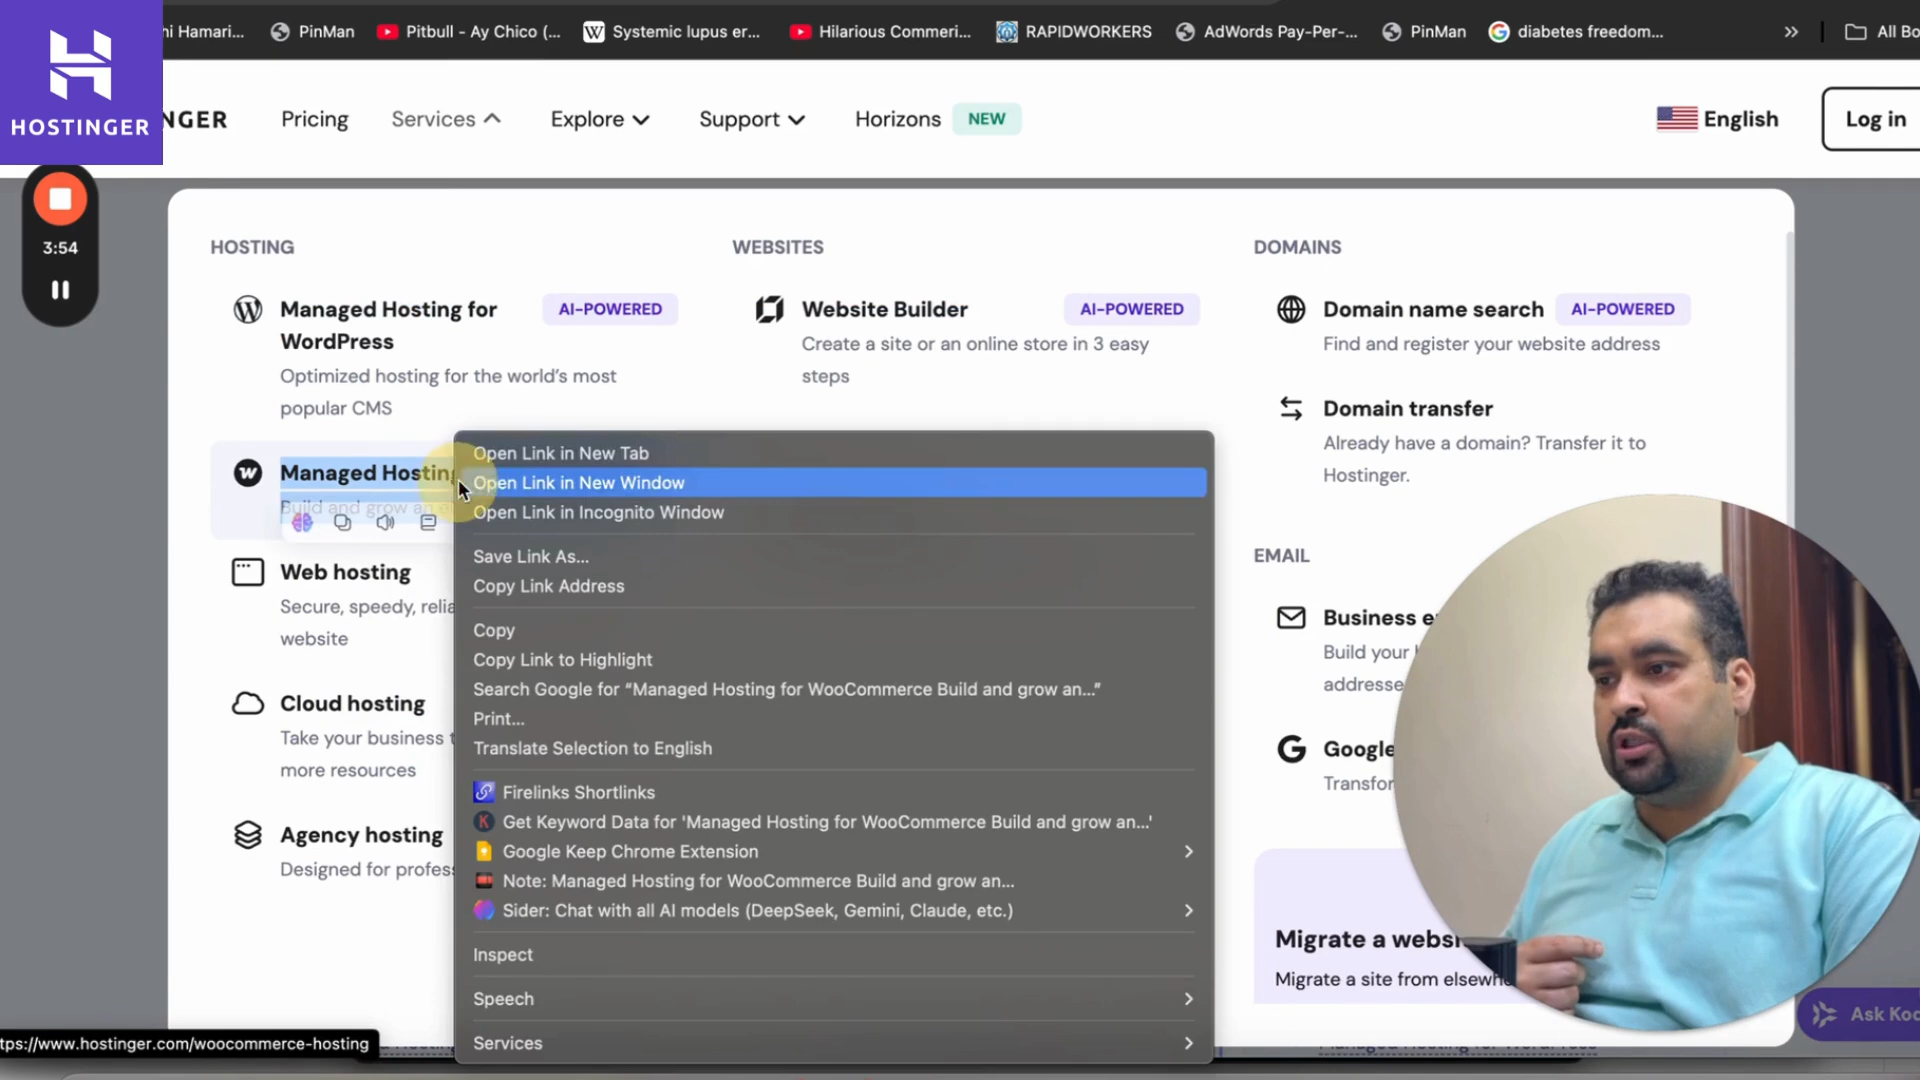 hi Hamari...
PinMan
Pitbull - Ay Chico (...
Systemic lupus er...
Hilarious Commeri...
RAPIDWORKERS
AdWords Pay-Per-...
PinMan
diabetes freedom...
All Bo
HOSTINGER
NGER
Pricing
Services
Explore
Support
Horizons
NEW
English
Log in
3:54
HOSTING
Managed Hosting for
WordPress
AI-POWERED
Optimized hosting for the world's most
popular CMS
Managed Hosting
Build and grow an
Web hosting
Secure, speedy, relia
website
Cloud hosting
Take your business t
more resources
Agency hosting
Designed for profess
WEBSITES
Website Builder
AI-POWERED
Create a site or an online store in 3 easy
steps
DOMAINS
Domain name search
AI-POWERED
Find and register your website address
Domain transfer
Already have a domain? Transfer it to
Hostinger.
EMAIL
Business e
Build your
addresse
Google
Transfor
Migrate a websi
Migrate a site from elsewh
Ask Koc
Open Link in New Tab
Open Link in New Window
Open Link in Incognito Window
Save Link As...
Copy Link Address
Copy
Copy Link to Highlight
Search Google for “Managed Hosting for WooCommerce Build and grow an...”
Print...
Translate Selection to English
Firelinks Shortlinks
Get Keyword Data for 'Managed Hosting for WooCommerce Build and grow an...'
Google Keep Chrome Extension
Note: Managed Hosting for WooCommerce Build and grow an...
Sider: Chat with all AI models (DeepSeek, Gemini, Claude, etc.)
Inspect
Speech
Services
tps://www.hostinger.com/woocommerce-hosting